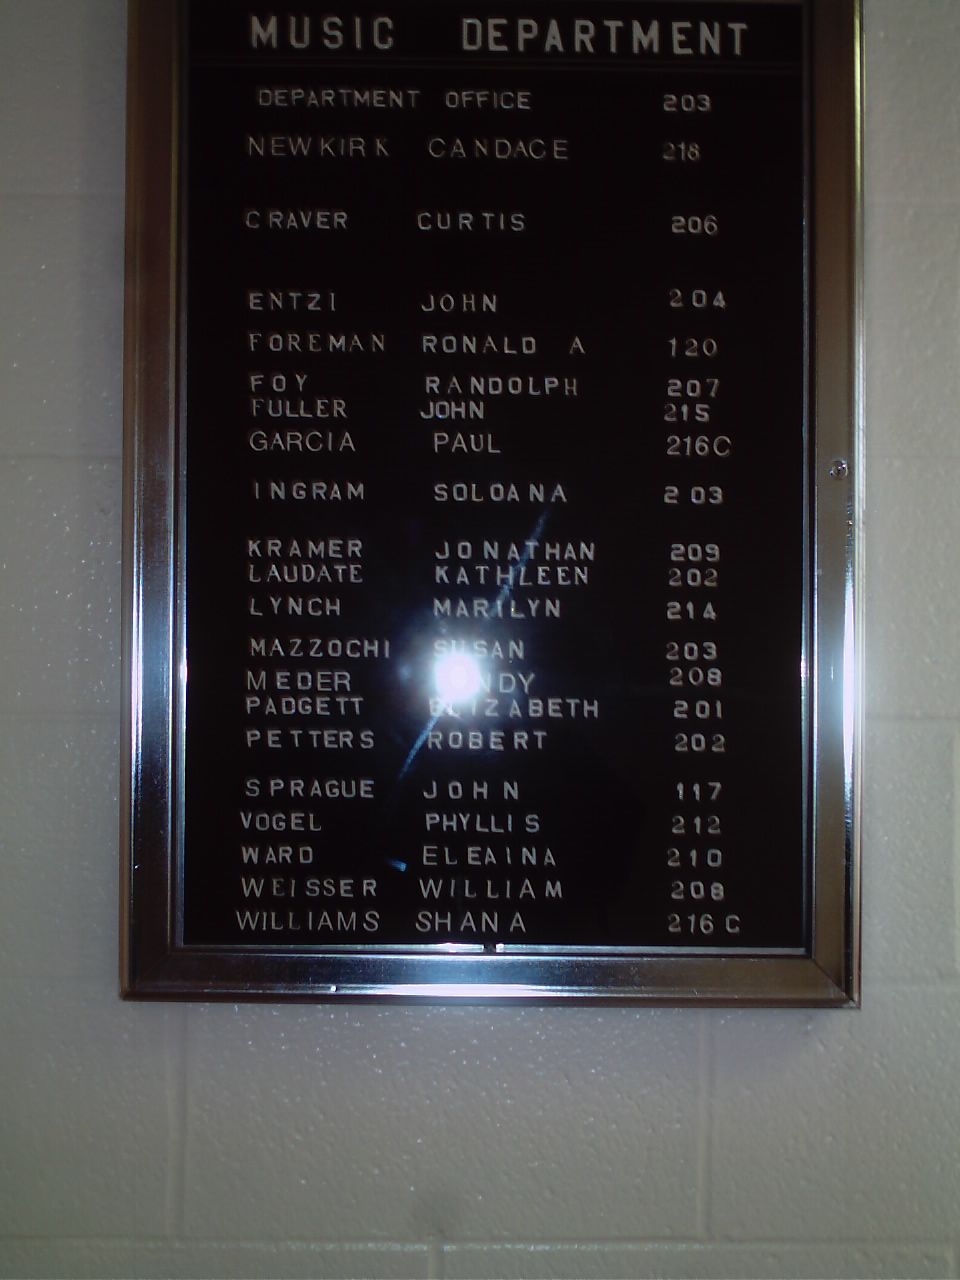 MUSIC DEPARTMENT
DEPARTMENT OFFICE 203
NEWKIRK CANDACE 218
CRAVER CURTIS 206
ENTZI JOHN 204
FOREMAN RONALD A 120
FOY RANDOLPH 207
FULLER JOHN 215
GARCIA PAUL 216C
INGRAM SOLOANA 203
KRAMER JONATHAN 209
LAUDATE KATHLEEN 202
LYNCH MARILYN 214
MAZZOCHI SUSAN 203
MEDER 208
PADGETT ELIZABETH 201
PETTERS ROBERT 202
SPRAGUE JOHN 117
VOGEL PHYLLIS 212
WARD ELEAINA 210
WEISSER WILLIAM 208
WILLIAMS SHANA 216C